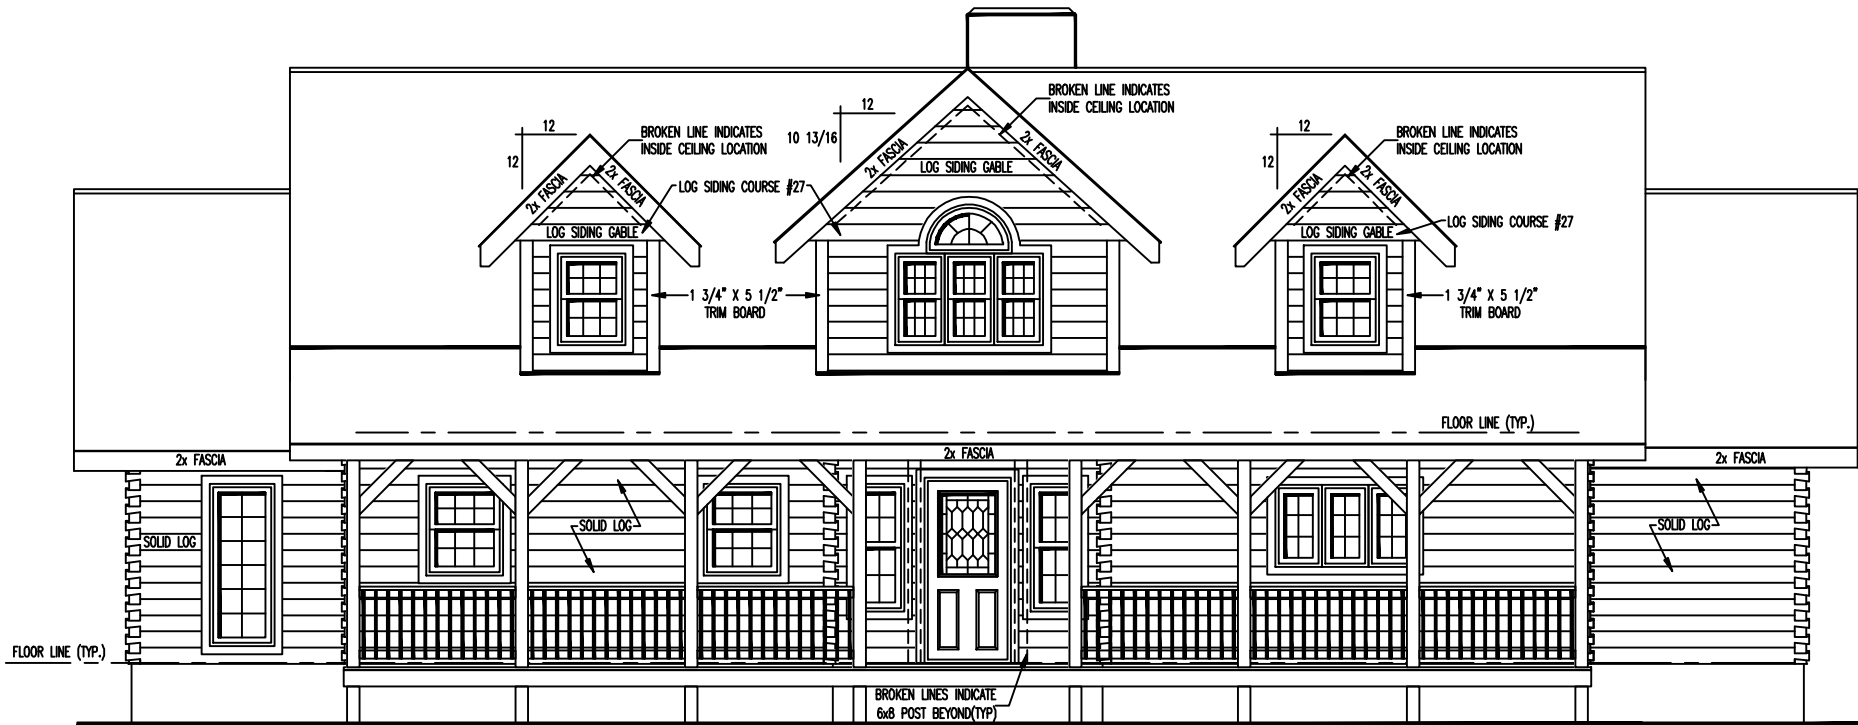 BROKEN LINE INDICATES
INSIDE CEILING LOCATION
12
10 13/16
2x FASCIA
2x FASCIA
LOG SIDING GABLE
12
12
BROKEN LINE INDICATES
INSIDE CEILING LOCATION
2x FASCIA
2x FASCIA
LOG SIDING COURSE #27
LOG SIDING GABLE
12
12
BROKEN LINE INDICATES
INSIDE CEILING LOCATION
2x FASCIA
2x FASCIA
LOG SIDING COURSE #27
LOG SIDING GABLE
1 3/4" X 5 1/2"
TRIM BOARD
1 3/4" X 5 1/2"
TRIM BOARD
FLOOR LINE (TYP.)
2x FASCIA
2x FASCIA
2x FASCIA
SOLID LOG
SOLID LOG
SOLID LOG
FLOOR LINE (TYP.)
BROKEN LINES INDICATE
6x8 POST BEYOND(TYP)